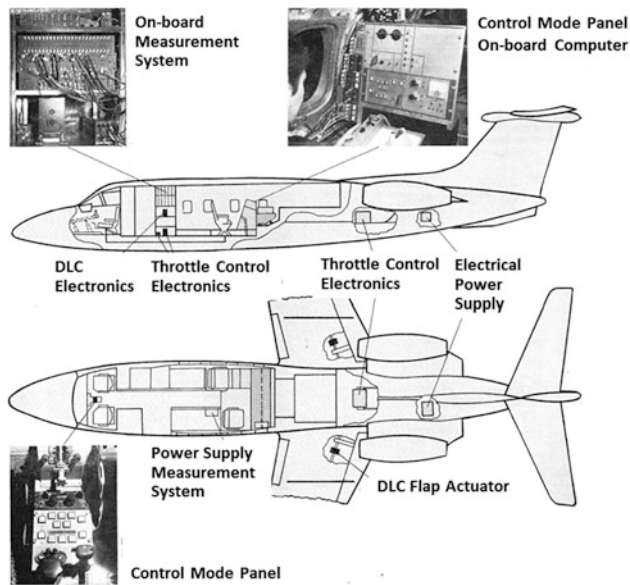 On-board
Measurement
System
Control Mode Panel
On-board Computer
DLC
Electronics
Throttle Control
Electronics
Throttle Control
Electronics
Electrical
Power
Supply
Power Supply
Measurement
System
DLC Flap Actuator
Control Mode Panel